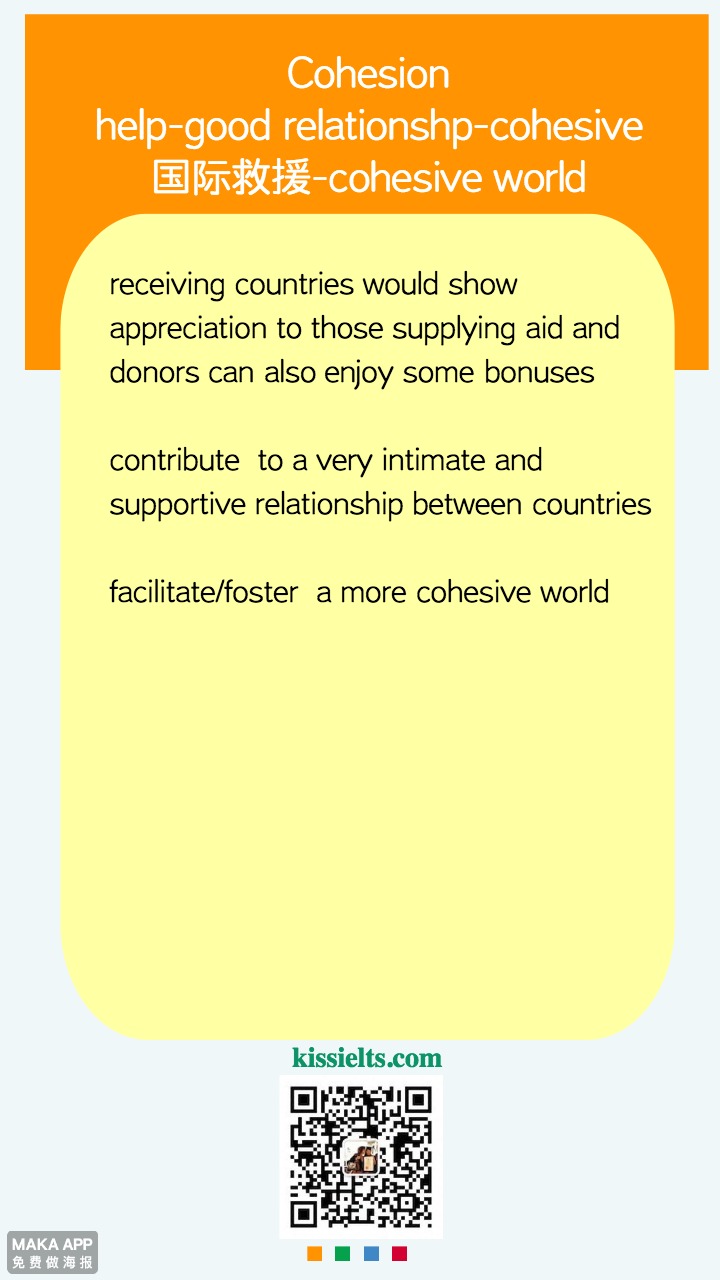 Cohesion
help-good relationshp-cohesive
国际救援-cohesive world
receiving countries would show
appreciation to those supplying aid and
donors can also enjoy some bonuses
contribute  to a very intimate and
supportive relationship between countries
facilitate/foster  a more cohesive world
kissielts.com
MAKA APP
免费做海报